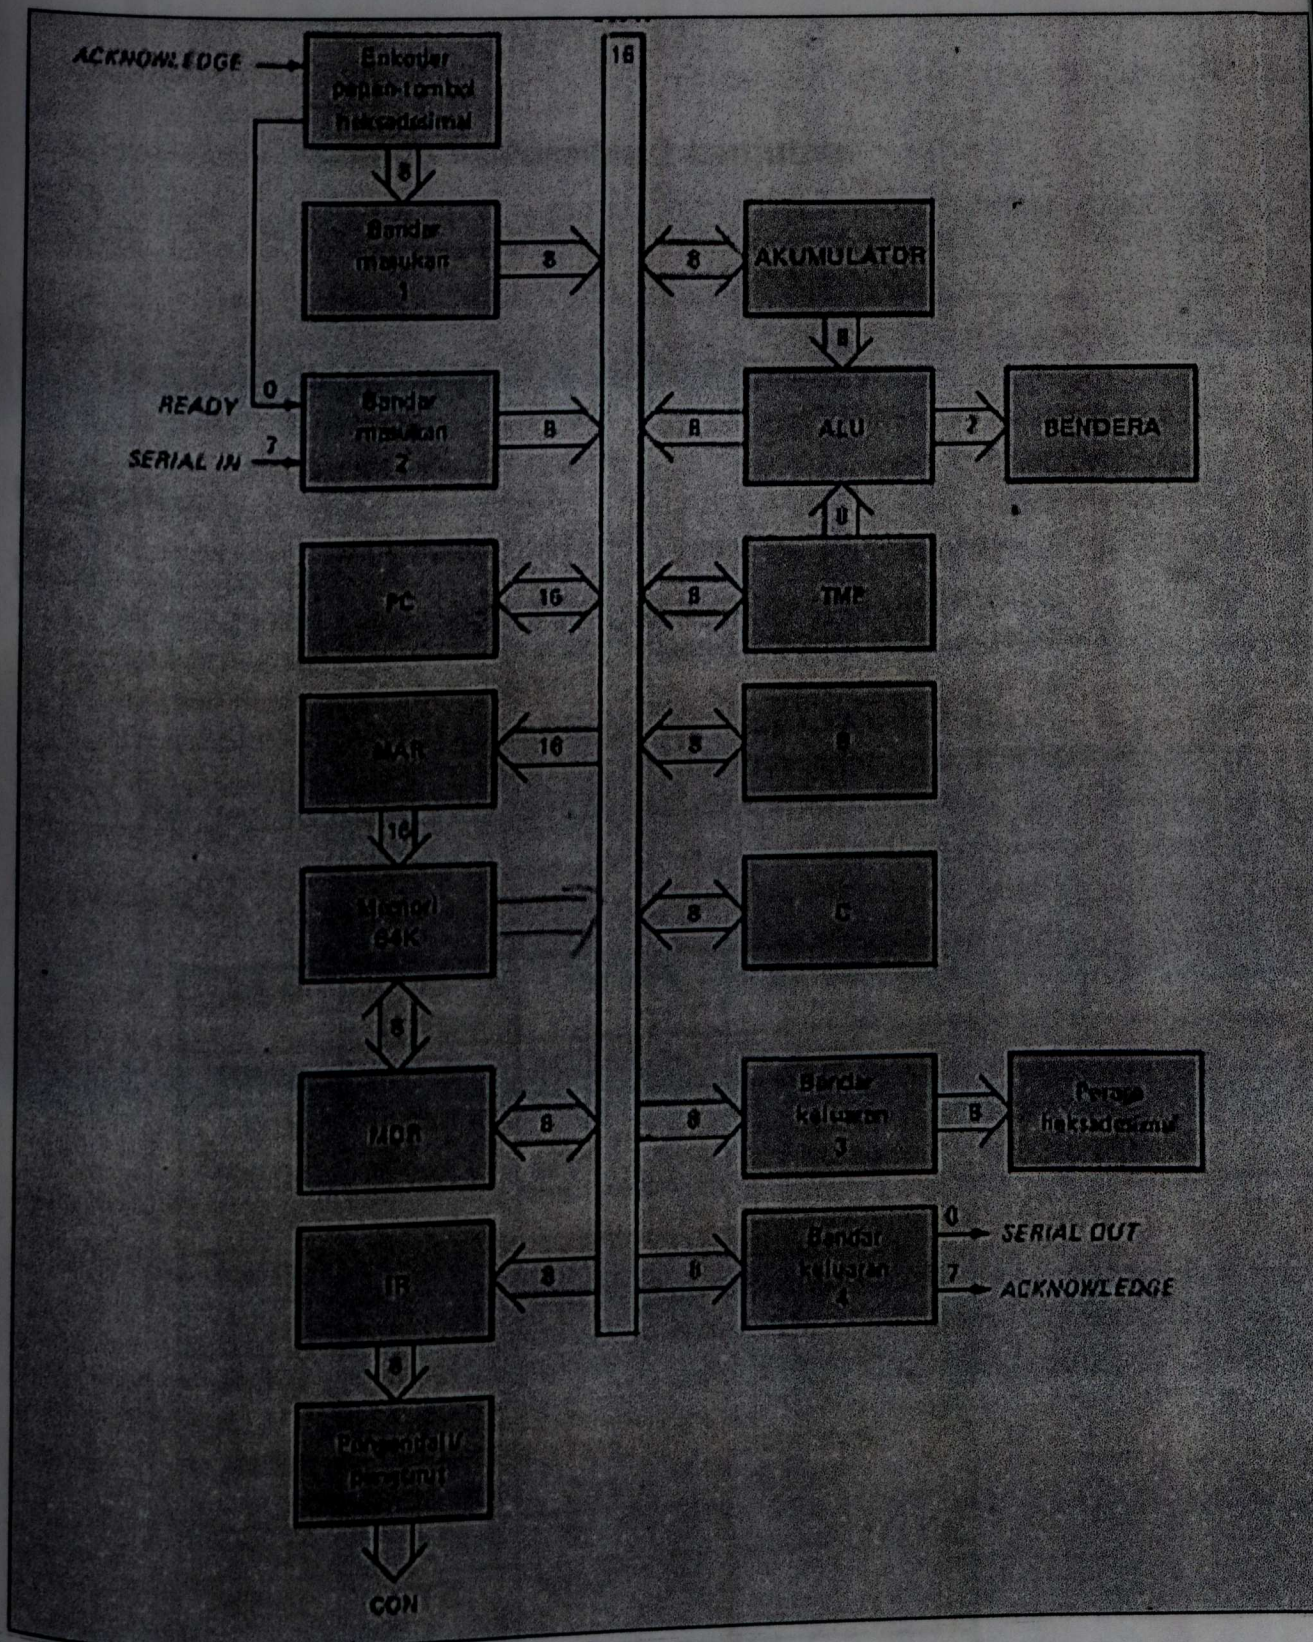 16
ACKNOWLEDGE
Enkoder
papan-tombol
heksadesimal
8
Bandar
masukan
1
8
8
AKUMULATOR
8
READY
0
SERIAL IN
7
Bandar
masukan
2
8
8
ALU
2
BENDERA
8
PC
16
8
TMP
MAR
16
8
B
16
Memori
64K
8
C
8
MDR
8
8
Bandar
keluaran
3
8
Peraga
heksadesimal
IR
8
8
Bandar
keluaran
4
0
SERIAL OUT
7
ACKNOWLEDGE
8
Pengendali/
pengurut
CON